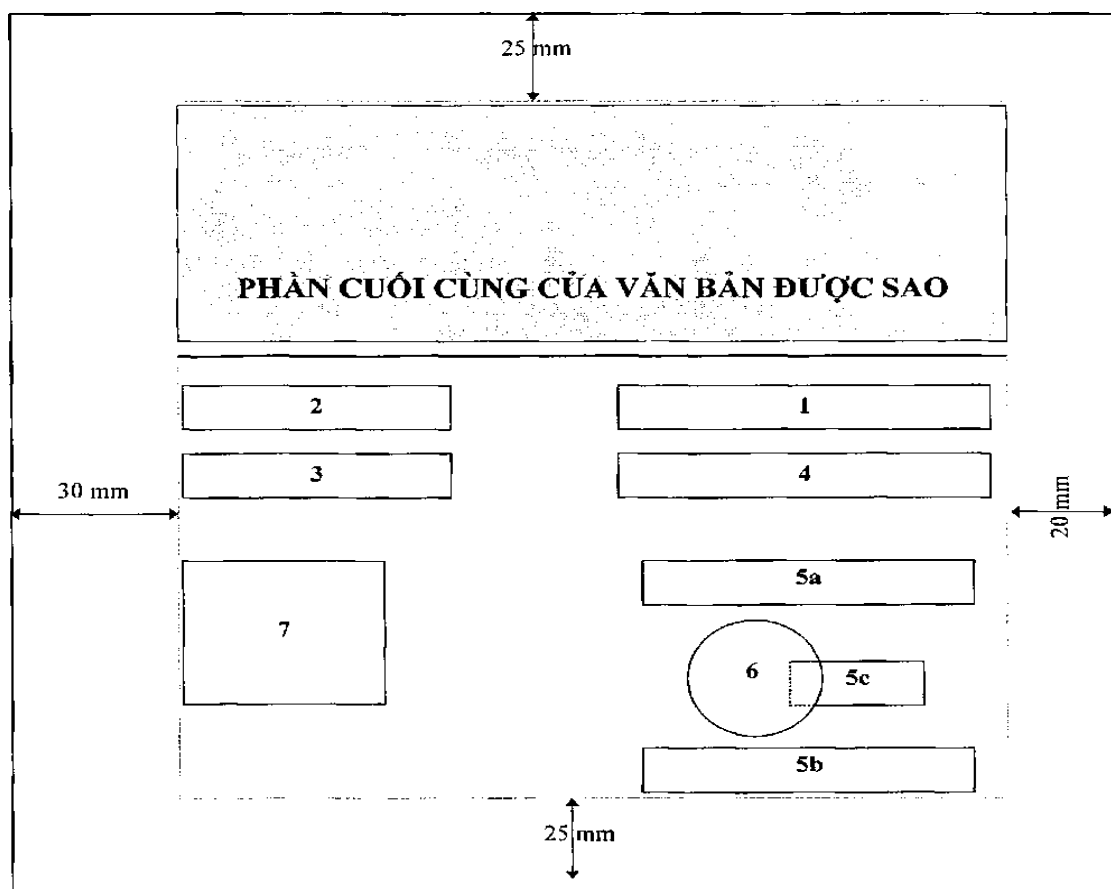 25 mm
PHẦN CUỐI CÙNG CỦA VĂN BẢN ĐƯỢC SAO
2 1
3 4
30 mm 20 mm
5a
7
6 5c
5b
25 mm